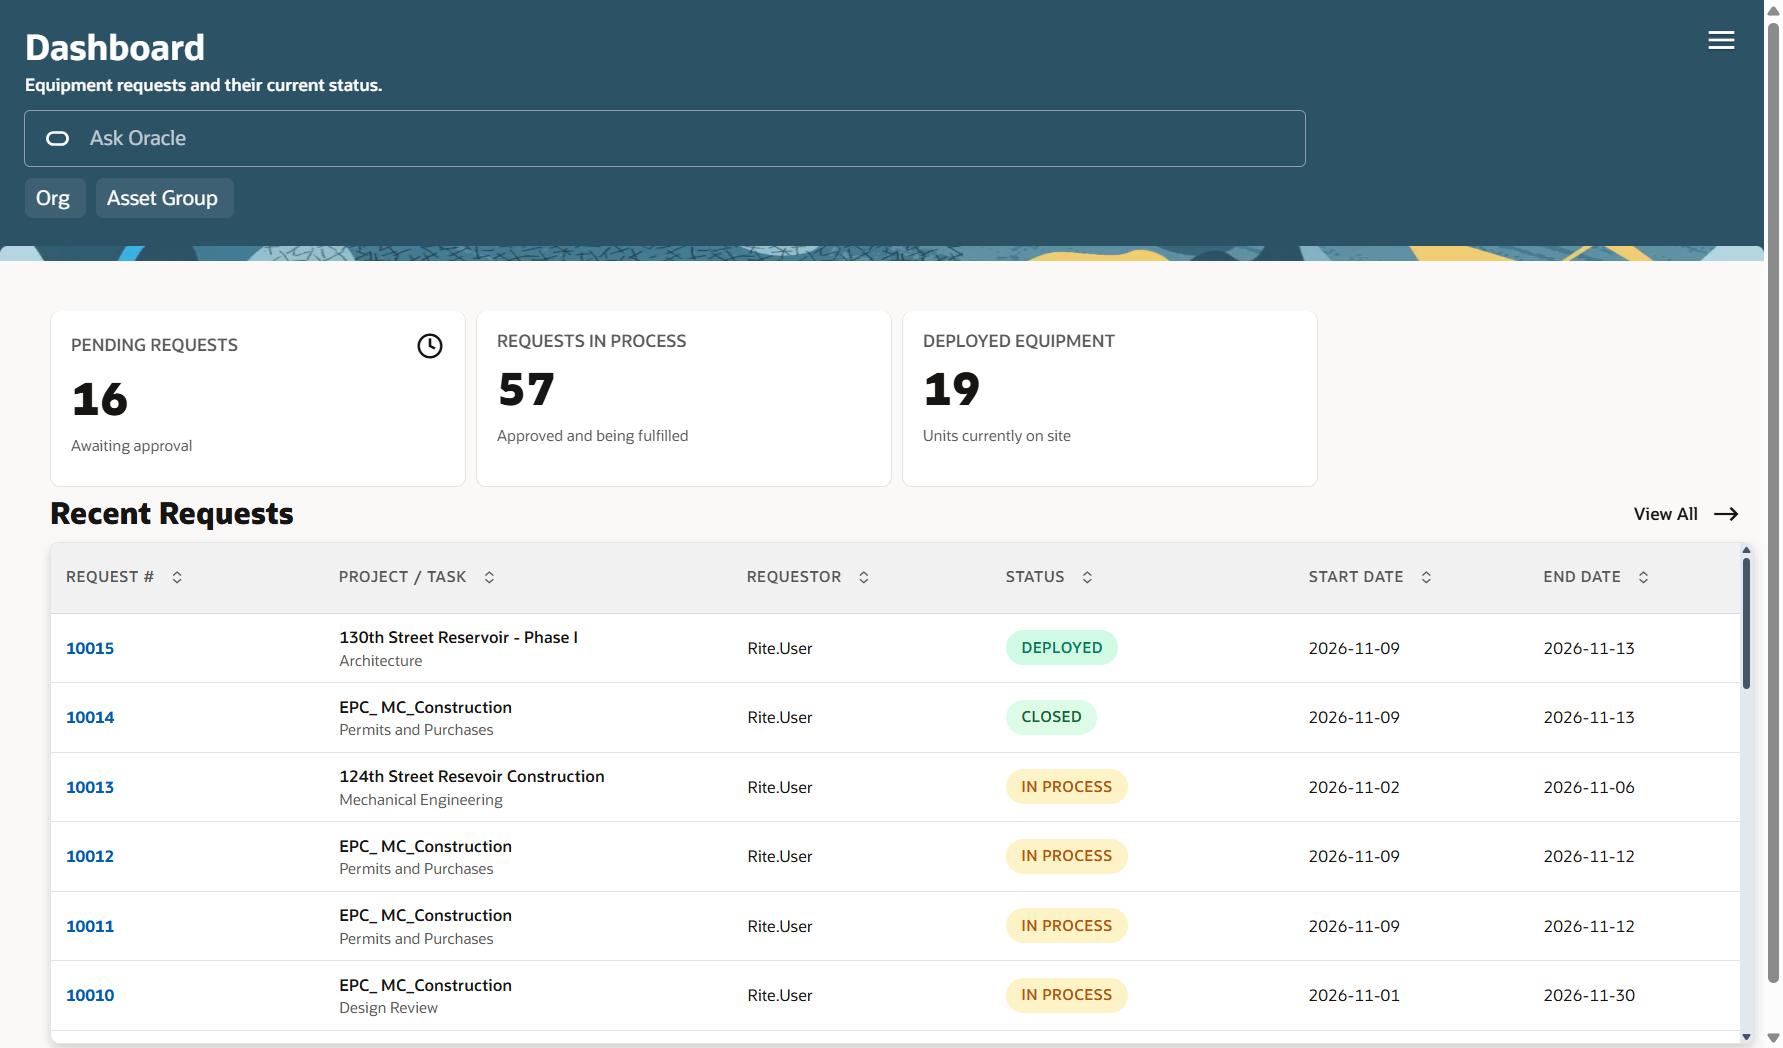 Dashboard
Equipment requests and their current status.
Ask Oracle
Org
Asset Group
PENDING REQUESTS
16
Awaiting approval
REQUESTS IN PROCESS
57
Approved and being fulfilled
DEPLOYED EQUIPMENT
19
Units currently on site
Recent Requests
View All
REQUEST # PROJECT / TASK REQUESTOR STATUS START DATE END DATE
10015 130th Street Reservoir - Phase I Rite.User DEPLOYED 2026-11-09 2026-11-13
Architecture
10014 EPC_ MC_Construction Rite.User CLOSED 2026-11-09 2026-11-13
Permits and Purchases
10013 124th Street Resevoir Construction Rite.User IN PROCESS 2026-11-02 2026-11-06
Mechanical Engineering
10012 EPC_ MC_Construction Rite.User IN PROCESS 2026-11-09 2026-11-12
Permits and Purchases
10011 EPC_ MC_Construction Rite.User IN PROCESS 2026-11-09 2026-11-12
Permits and Purchases
10010 EPC_ MC_Construction Rite.User IN PROCESS 2026-11-01 2026-11-30
Design Review